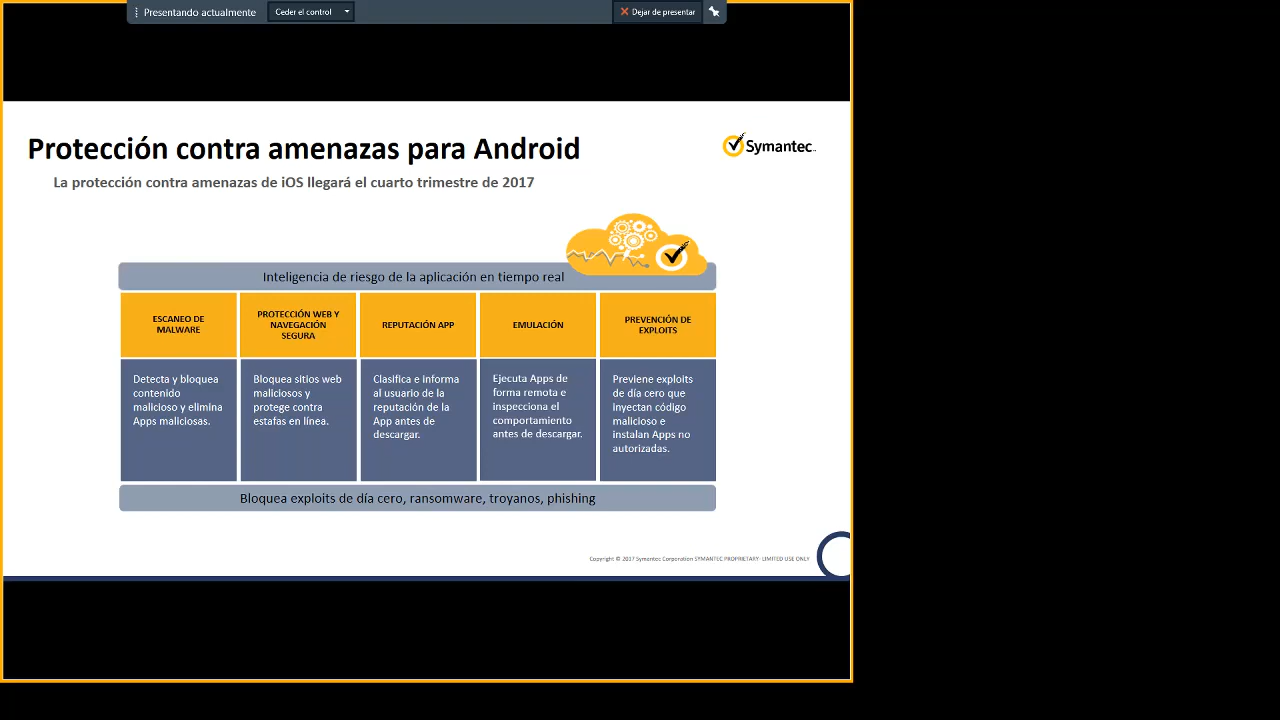 Presentando actualmente
Ceder el control
Dejar de presentar
Protección contra amenazas para Android
Symantec™
La protección contra amenazas de iOS llegará el cuarto trimestre de 2017
Inteligencia de riesgo de la aplicación en tiempo real
ESCANEO DE
MALWARE
PROTECCIÓN WEB Y
NAVEGACIÓN
SEGURA
REPUTACIÓN APP
EMULACIÓN
PREVENCIÓN DE
EXPLOITS
Detecta y bloquea
contenido
malicioso y elimina
Apps maliciosas.
Bloquea sitios web
maliciosos y
protege contra
estafas en línea.
Clasifica e informa
al usuario de la
reputación de la
App antes de
descargar.
Ejecuta Apps de
forma remota e
inspecciona el
comportamiento
antes de descargar.
Previene exploits
de día cero que
inyectan código
malicioso e
instalan Apps no
autorizadas.
Bloquea exploits de día cero, ransomware, troyanos, phishing
Copyright © 2017 Symantec Corporation SYMANTEC PROPRIETARY- LIMITED USE ONLY